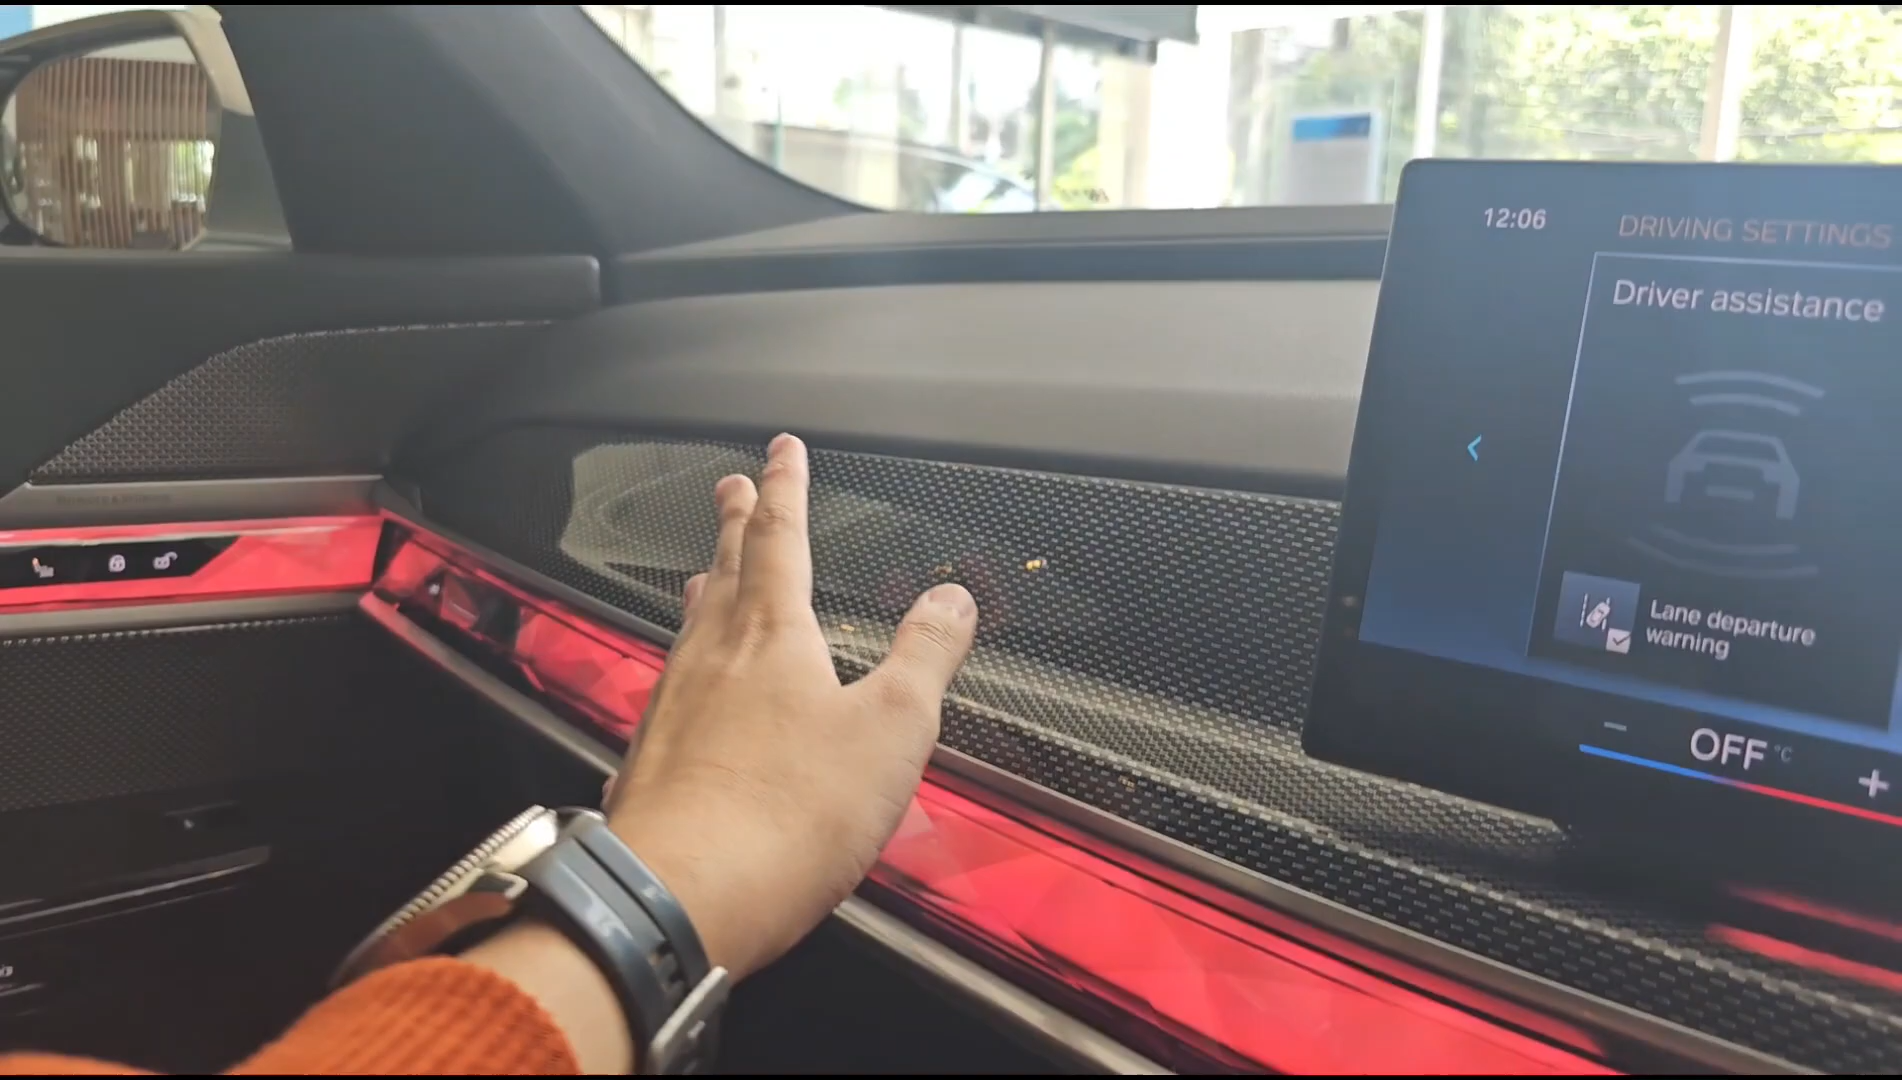 12:06
DRIVING SETTINGS
Driver assistance
Lane departure
warning
− OFF °C +